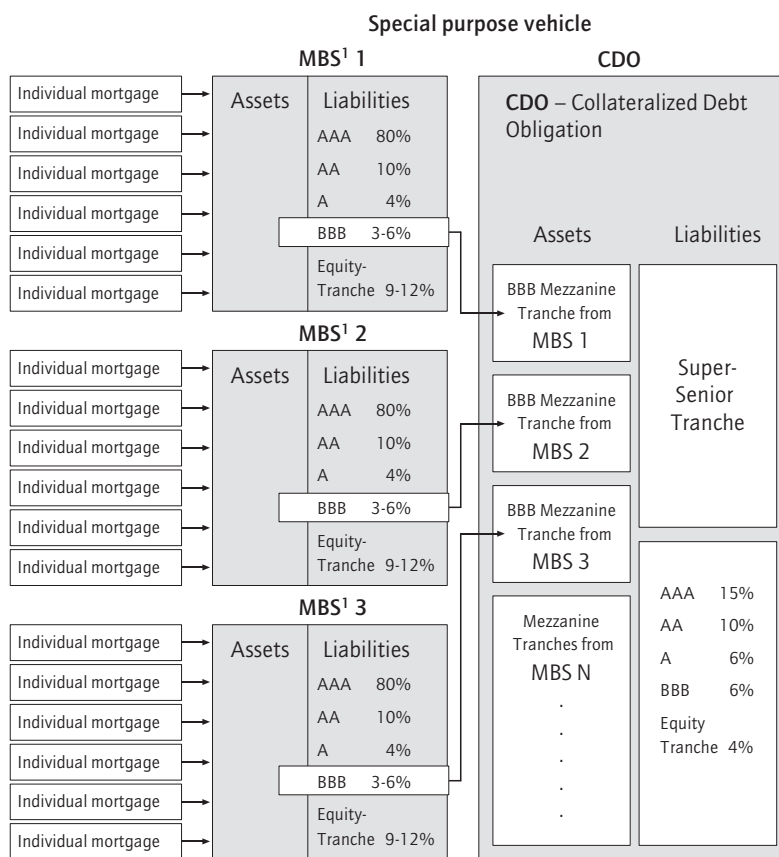 Special purpose vehicle
MBS¹ 1
Individual mortgage
Individual mortgage
Individual mortgage
Individual mortgage
Individual mortgage
Individual mortgage
Assets
Liabilities
AAA 80%
AA 10%
A 4%
BBB 3-6%
Equity-
Tranche 9-12%
MBS¹ 2
Individual mortgage
Individual mortgage
Individual mortgage
Individual mortgage
Individual mortgage
Individual mortgage
Assets
Liabilities
AAA 80%
AA 10%
A 4%
BBB 3-6%
Equity-
Tranche 9-12%
MBS¹ 3
Individual mortgage
Individual mortgage
Individual mortgage
Individual mortgage
Individual mortgage
Individual mortgage
Assets
Liabilities
AAA 80%
AA 10%
A 4%
BBB 3-6%
Equity-
Tranche 9-12%
CDO
CDO – Collateralized Debt
Obligation
Assets
BBB Mezzanine
Tranche from
MBS 1
BBB Mezzanine
Tranche from
MBS 2
BBB Mezzanine
Tranche from
MBS 3
Mezzanine
Tranches from
MBS N
.
.
.
.
.
Liabilities
Super-
Senior
Tranche
AAA 15%
AA 10%
A 6%
BBB 6%
Equity
Tranche 4%